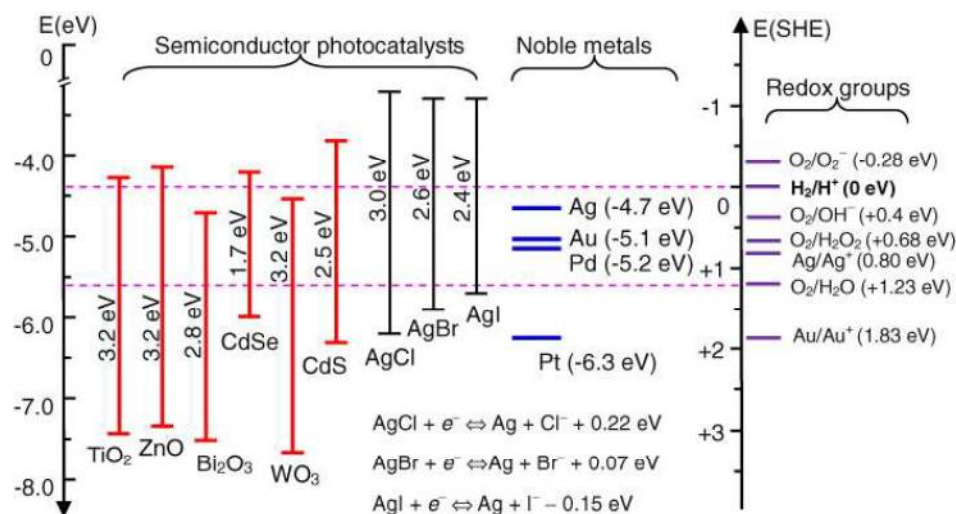 E(eV)
0
-4.0
-5.0
-6.0
-7.0
-8.0
Semiconductor photocatalysts
3.2 eV
TiO₂
3.2 eV
ZnO
2.8 eV
Bi₂O₃
1.7 eV
CdSe
3.2 eV
WO₃
2.5 eV
CdS
3.0 eV
AgCl
2.6 eV
AgBr
2.4 eV
AgI
Noble metals
Ag (-4.7 eV)
Au (-5.1 eV)
Pd (-5.2 eV)
Pt (-6.3 eV)
AgCl + e⁻ ⇔ Ag + Cl⁻ + 0.22 eV
AgBr + e⁻ ⇔Ag + Br⁻ + 0.07 eV
AgI + e⁻ ⇔ Ag + I⁻ – 0.15 eV
E(SHE)
-1
0
+1
+2
+3
Redox groups
O₂/O₂⁻ (-0.28 eV)
H₂/H⁺ (0 eV)
O₂/OH⁻ (+0.4 eV)
O₂/H₂O₂ (+0.68 eV)
Ag/Ag⁺ (0.80 eV)
O₂/H₂O (+1.23 eV)
Au/Au⁺ (1.83 eV)